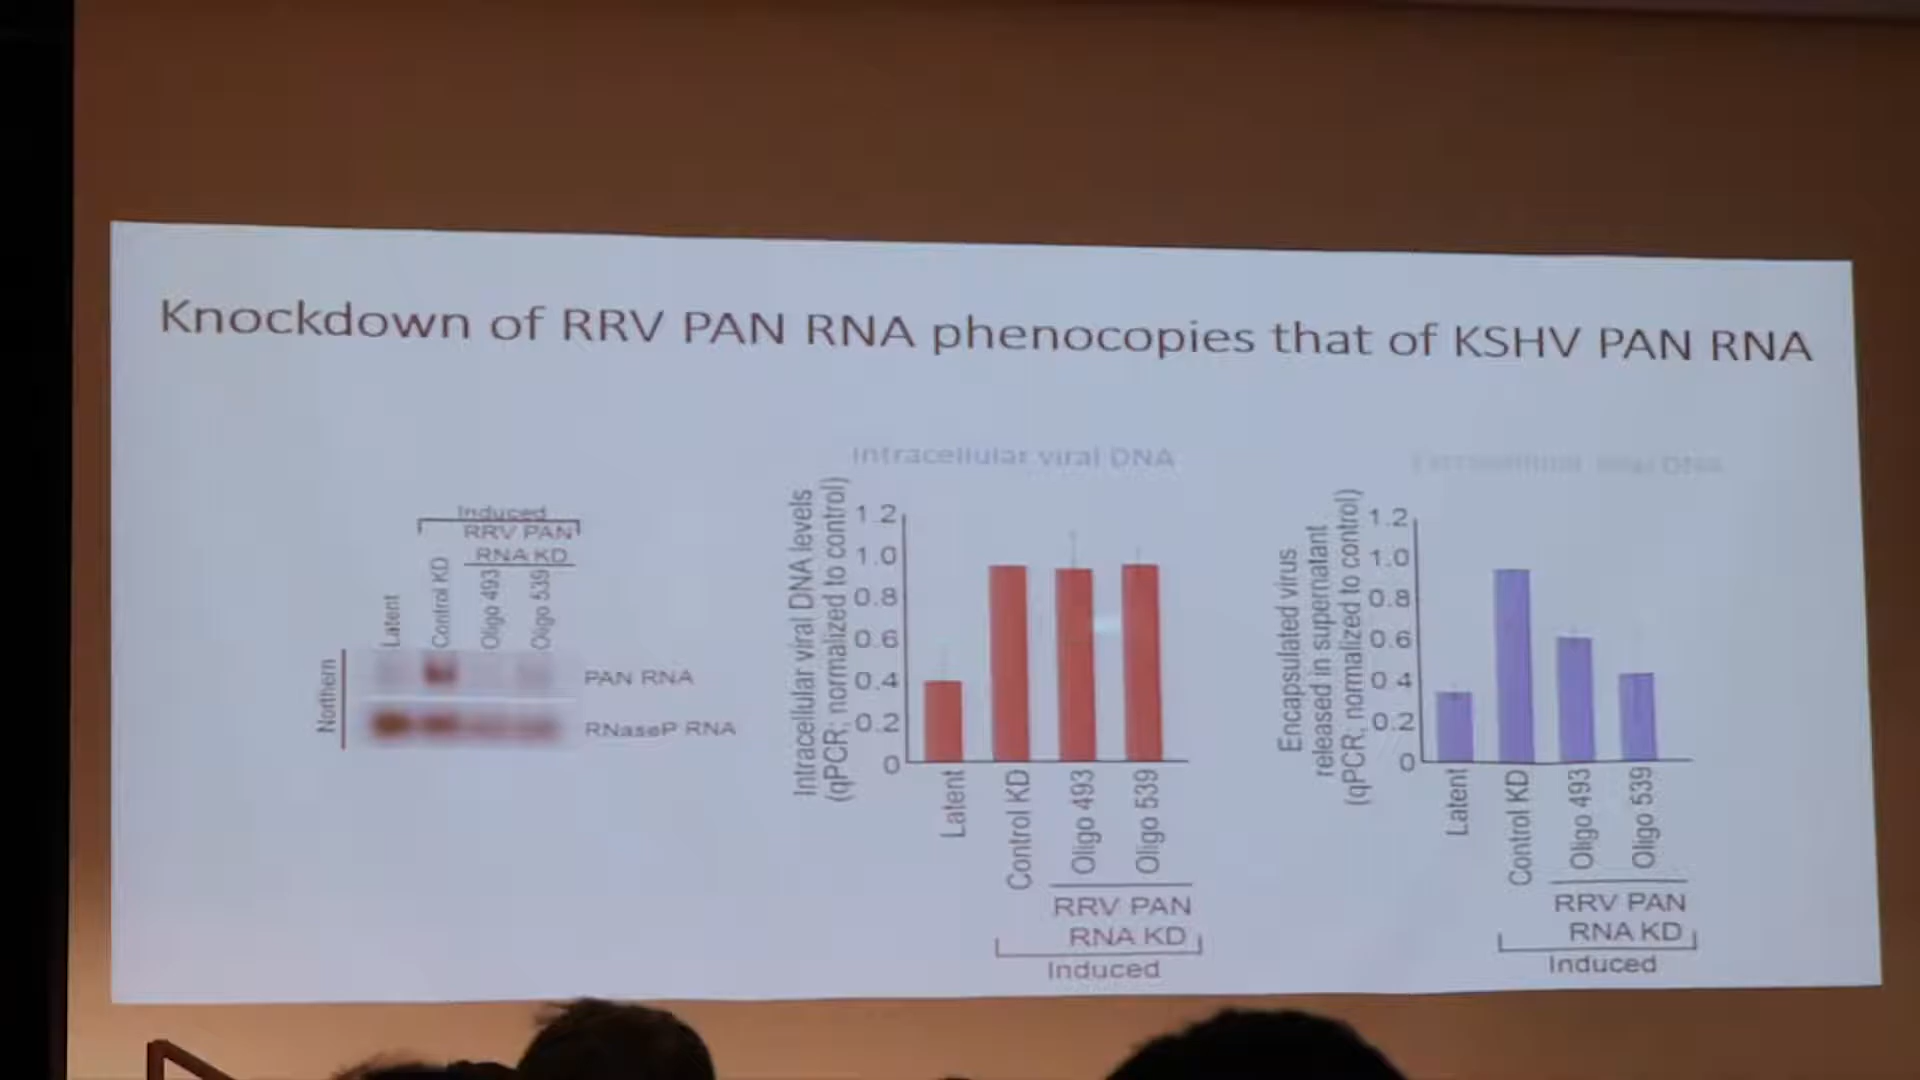 Knockdown of RRV PAN RNA phenocopies that of KSHV PAN RNA
Induced
RRV PAN
RNA KD
Latent
Control KD
Oligo 493
Oligo 539
Northern
PAN RNA
RNaseP RNA
Intracellular viral DNA
Intracellular viral DNA levels
(qPCR; normalized to control)
1.2
1.0
0.8
0.6
0.4
0.2
0
Latent
Control KD
Oligo 493
Oligo 539
RRV PAN
RNA KD
Induced
viral DNA
Encapsulated virus
released in supernatant
(qPCR, normalized to control)
1.2
1.0
0.8
0.6
0.4
0.2
0
Latent
Control KD
Oligo 493
Oligo 539
RRV PAN
RNA KD
Induced